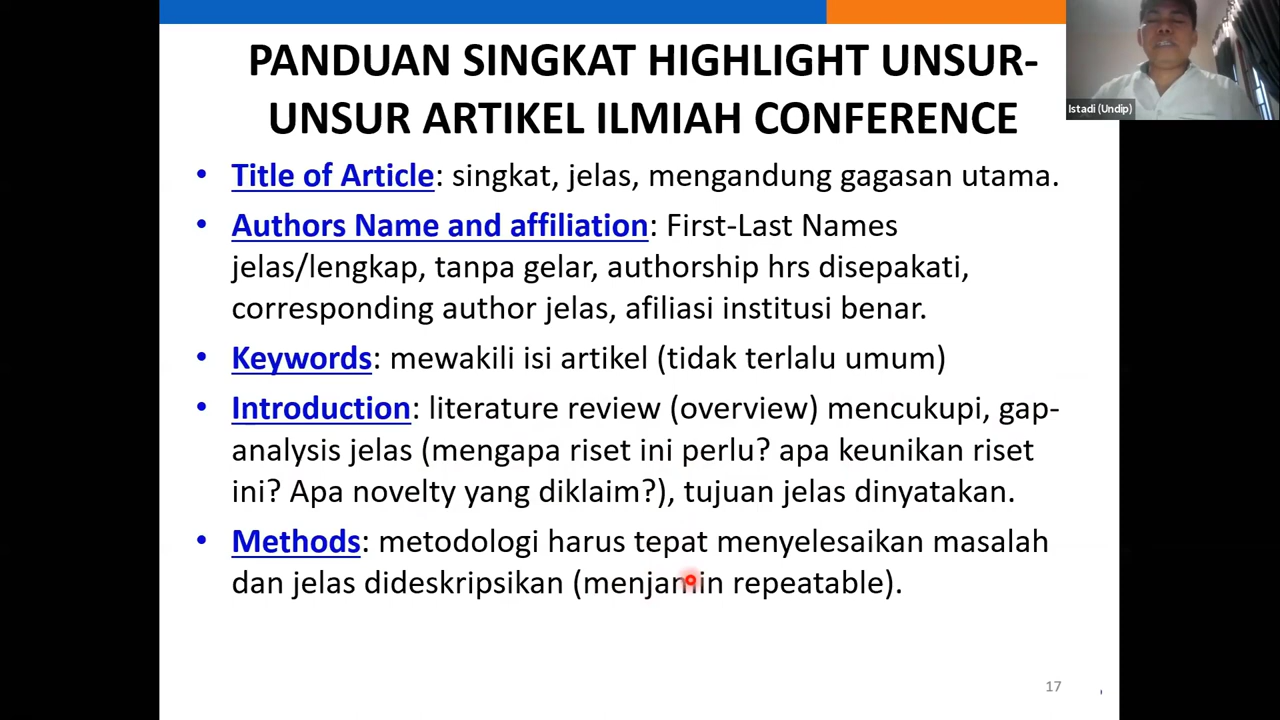 PANDUAN SINGKAT HIGHLIGHT UNSUR-
UNSUR ARTIKEL ILMIAH CONFERENCE
Istadi (Undip)
• Title of Article: singkat, jelas, mengandung gagasan utama.
• Authors Name and affiliation: First-Last Names
jelas/lengkap, tanpa gelar, authorship hrs disepakati,
corresponding author jelas, afiliasi institusi benar.
• Keywords: mewakili isi artikel (tidak terlalu umum)
• Introduction: literature review (overview) mencukupi, gap-
analysis jelas (mengapa riset ini perlu? apa keunikan riset
ini? Apa novelty yang diklaim?), tujuan jelas dinyatakan.
• Methods: metodologi harus tepat menyelesaikan masalah
dan jelas dideskripsikan (menjamin repeatable).
17